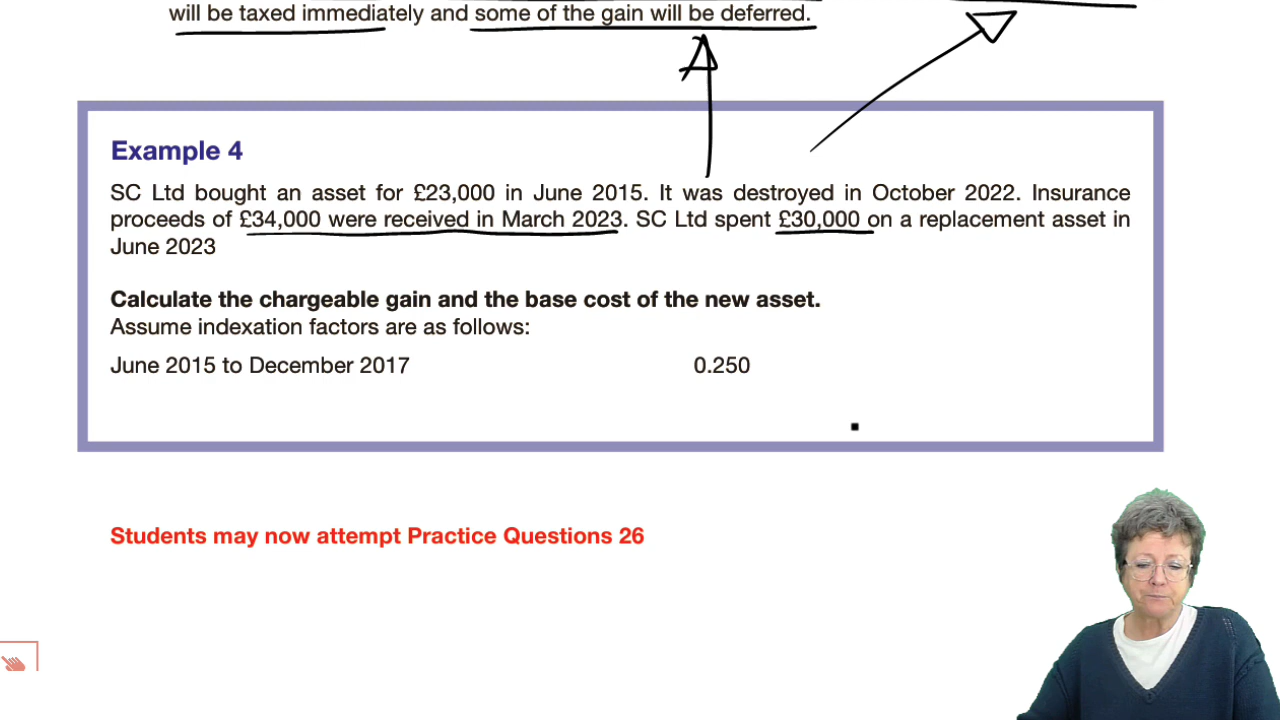 will be taxed immediately and some of the gain will be deferred.
Example 4
SC Ltd bought an asset for £23,000 in June 2015. It was destroyed in October 2022. Insurance
proceeds of £34,000 were received in March 2023. SC Ltd spent £30,000 on a replacement asset in
June 2023
Calculate the chargeable gain and the base cost of the new asset.
Assume indexation factors are as follows:
June 2015 to December 2017 0.250
Students may now attempt Practice Questions 26